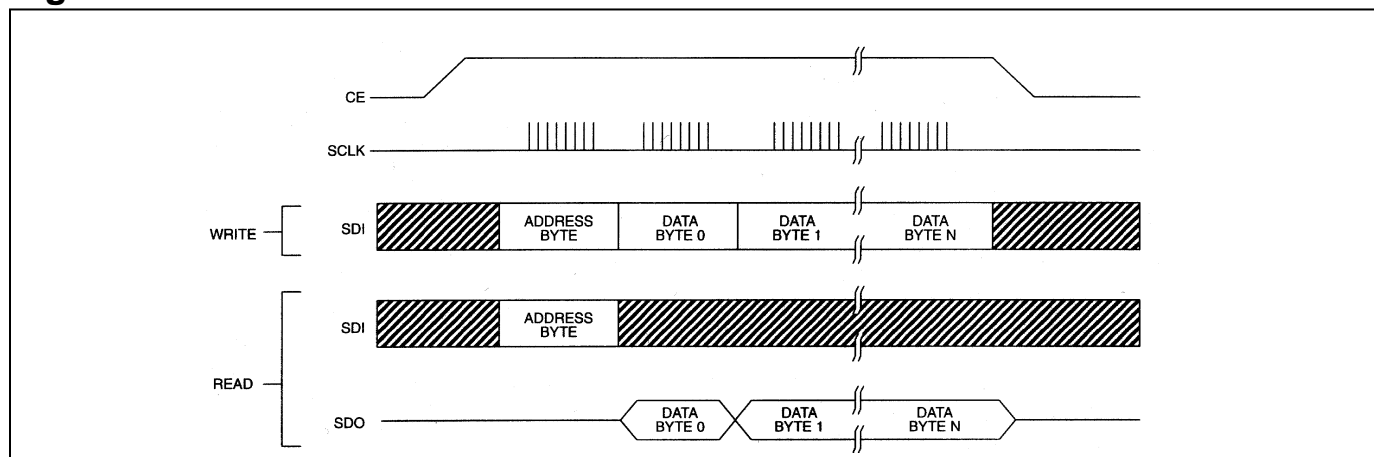 CE
SCLK
WRITE
SDI
ADDRESS
BYTE
DATA
BYTE 0
DATA
BYTE 1
DATA
BYTE N
READ
SDI
ADDRESS
BYTE
SDO
DATA
BYTE 0
DATA
BYTE 1
DATA
BYTE N